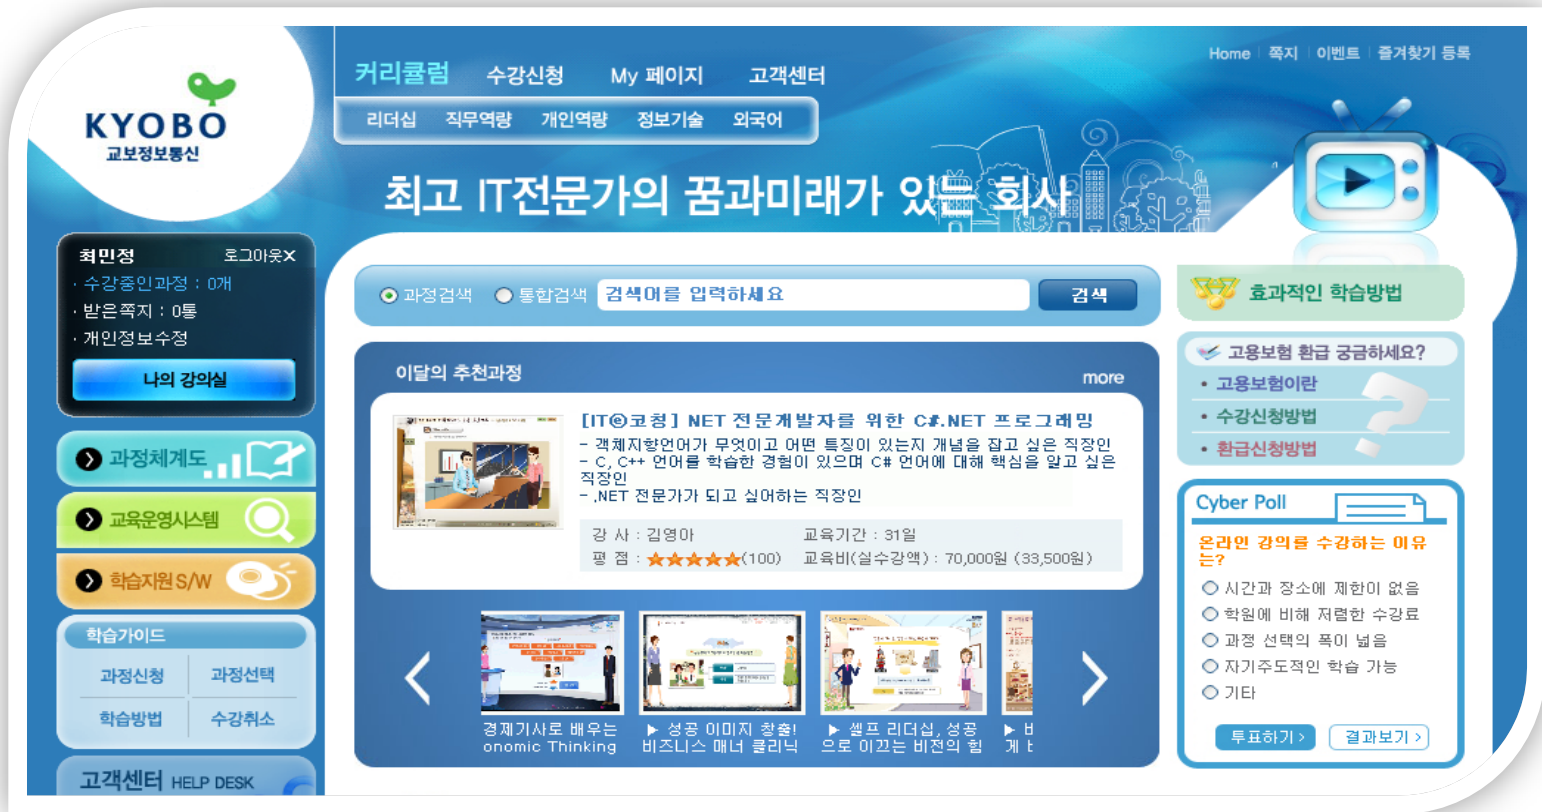 Home 쪽지 이벤트 즐겨찾기 등록
커리큘럼 수강신청 My 페이지 고객센터
리더십 직무역량 개인역량 정보기술 외국어
KYOBO
교보정보통신
최고 IT전문가의 꿈과미래가 있는 회사
최민정 로그아웃X
· 수강중인과정 : 0개
· 받은쪽지 : 0통
· 개인정보수정
나의 강의실
과정체계도
교육운영시스템
학습지원 S/W
학습가이드
과정신청 과정선택
학습방법 수강취소
고객센터 HELP DESK
과정검색 통합검색 검색어를 입력하세요 검색
이달의 추천과정
more
[IT@코청] NET 전문개발자를 위한 C#.NET 프로그래밍
- 객체지향언어가 무엇이고 어떤 특징이 있는지 개념을 잡고 싶은 직장인
- C, C++ 언어를 학습한 경험이 있으며 C# 언어에 대해 핵심을 알고 싶은
직장인
- .NET 전문가가 되고 싶어하는 직장인
강 사 : 김영아 교육기간 : 31일
평 점 : ★★★★★(100) 교육비(실수강액) : 70,000원 (33,500원)
경제기사로 배우는
onomic Thinking
▶ 성공 이미지 창출!
비즈니스 매너 클리닉
▶ 셀프 리더십, 성공
으로 이끄는 비전의 힘
▶ 비
게 
효과적인 학습방법
고용보험 환급 궁금하세요?
• 고용보험이란
• 수강신청방법
• 환급신청방법
Cyber Poll
온라인 강의를 수강하는 이유
는?
시간과 장소에 제한이 없음
학원에 비해 저렴한 수강료
과정 선택의 폭이 넓음
자기주도적인 학습 가능
기타
투표하기 > 결과보기 >